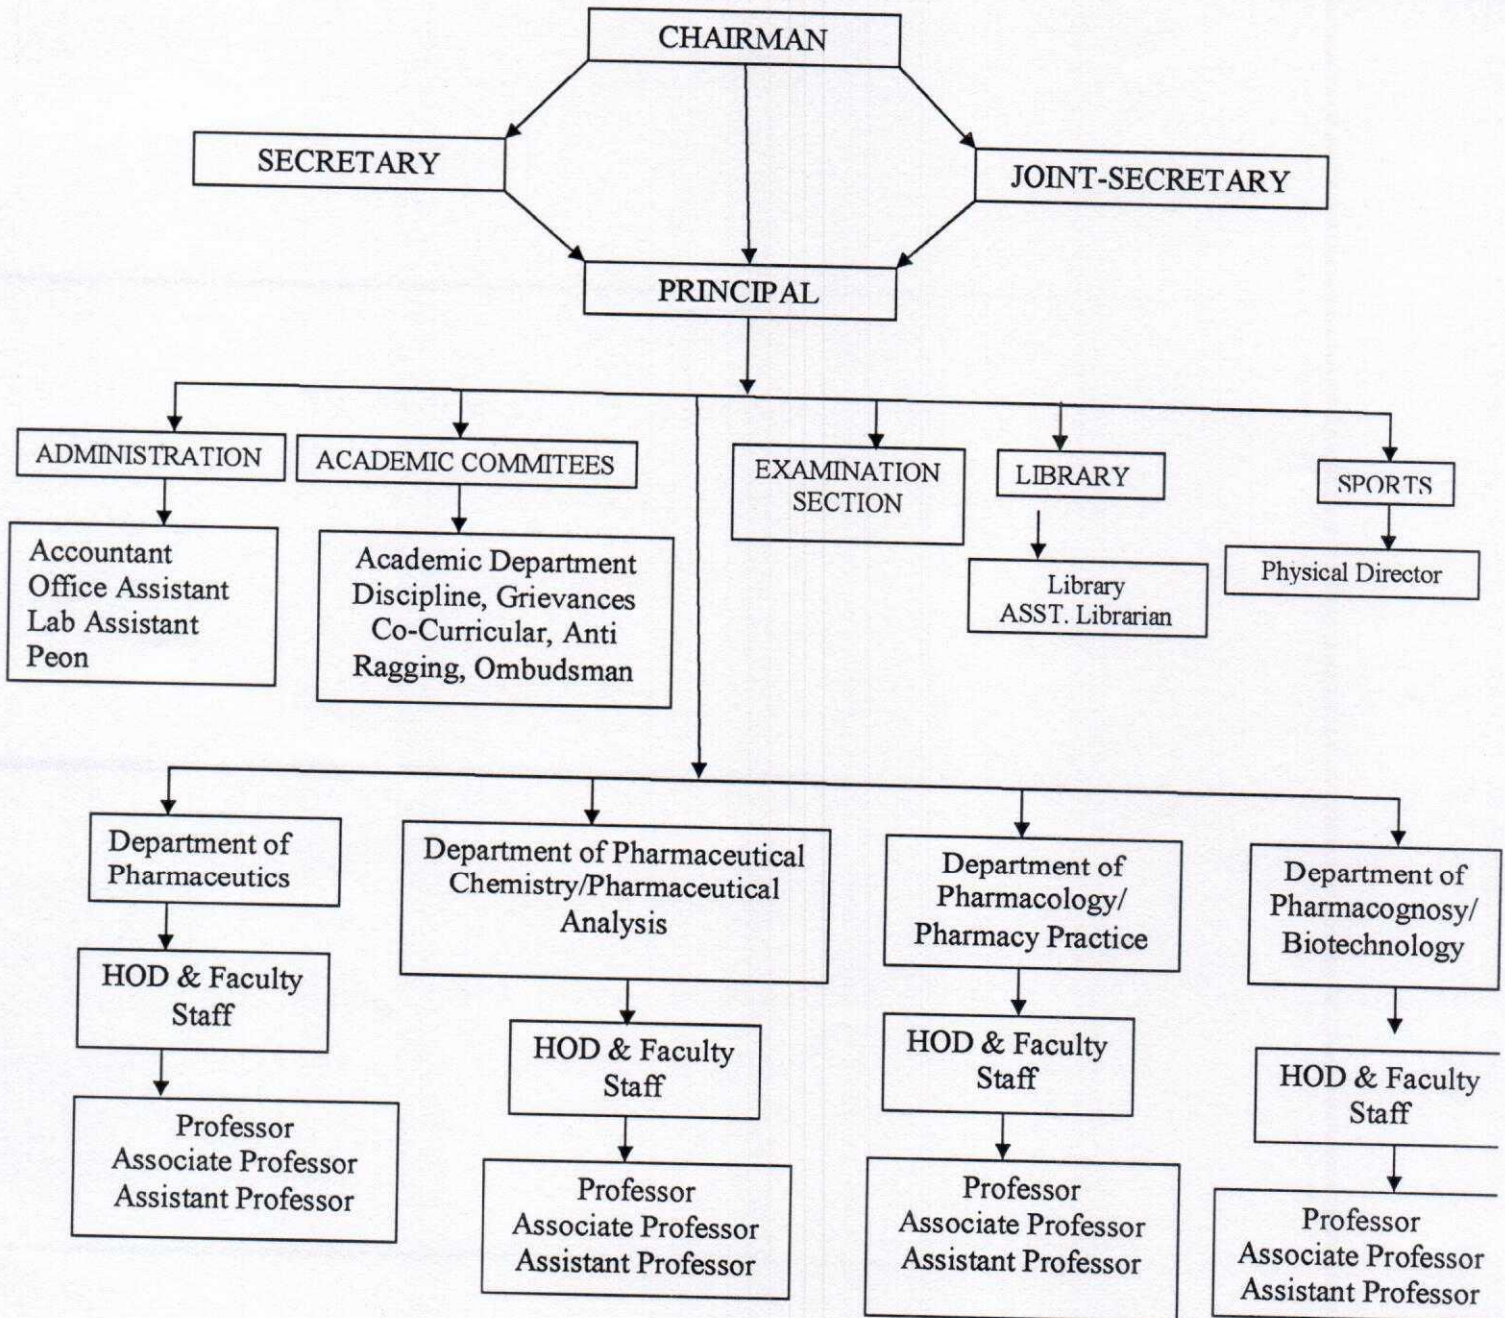 CHAIRMAN
SECRETARY
JOINT-SECRETARY
PRINCIPAL
ADMINISTRATION
ACADEMIC COMMITEES
EXAMINATION
SECTION
LIBRARY
SPORTS
Accountant
Office Assistant
Lab Assistant
Peon
Academic Department
Discipline, Grievances
Co-Curricular, Anti
Ragging, Ombudsman
Library
ASST. Librarian
Physical Director
Department of
Pharmaceutics
Department of Pharmaceutical
Chemistry/Pharmaceutical
Analysis
Department of
Pharmacology/
Pharmacy Practice
Department of
Pharmacognosy/
Biotechnology
HOD & Faculty
Staff
HOD & Faculty
Staff
HOD & Faculty
Staff
HOD & Faculty
Staff
Professor
Associate Professor
Assistant Professor
Professor
Associate Professor
Assistant Professor
Professor
Associate Professor
Assistant Professor
Professor
Associate Professor
Assistant Professor